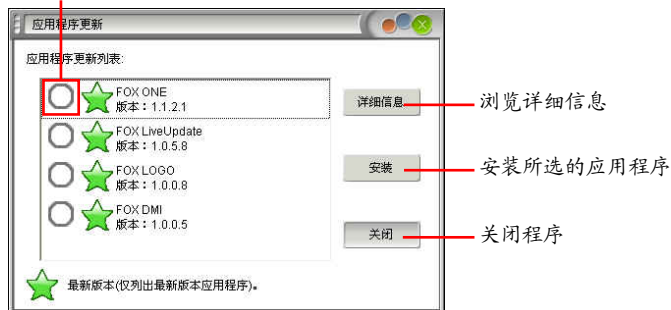 应用程序更新
应用程序更新列表:
FOX ONE
版本：1.1.2.1
FOX LiveUpdate
版本：1.0.5.8
FOX LOGO
版本：1.0.0.8
FOX DMI
版本：1.0.0.5
详细信息
浏览详细信息
安装
安装所选的应用程序
关闭
关闭程序
最新版本(仅列出最新版本应用程序)。